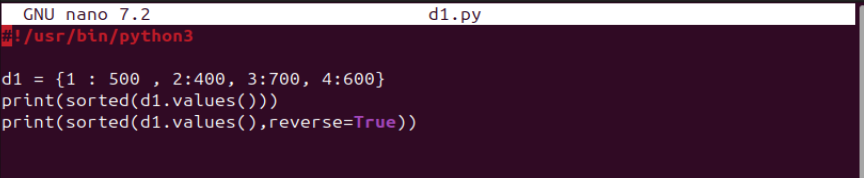 GNU nano 7.2 d1.py
#!/usr/bin/python3
d1 = {1 : 500 , 2:400, 3:700, 4:600}
print(sorted(d1.values()))
print(sorted(d1.values(),reverse=True))